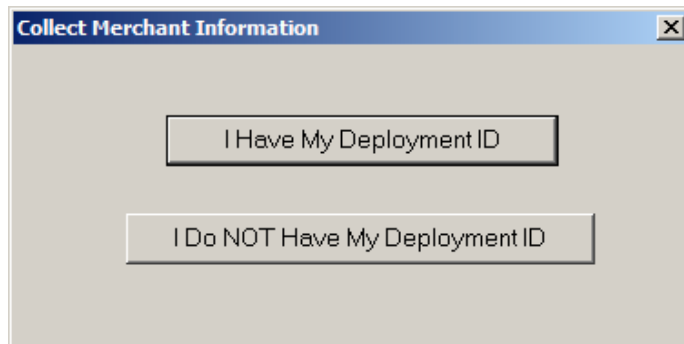 Collect Merchant Information
I Have My Deployment ID
I Do NOT Have My Deployment ID